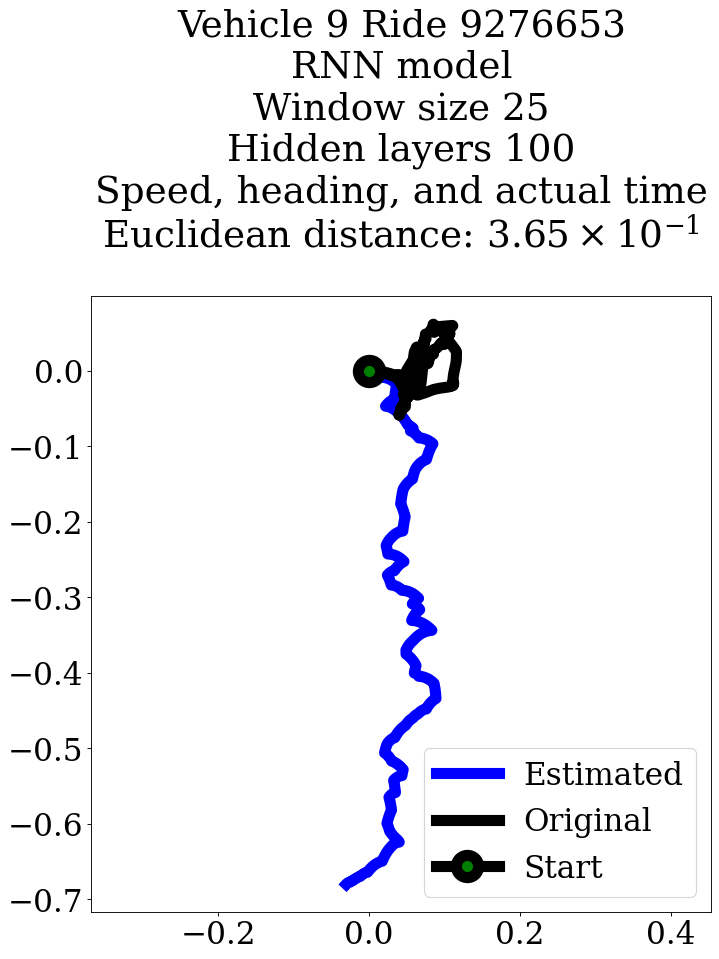 Vehicle 9 Ride 9276653
RNN model
Window size 25
Hidden layers 100
Speed, heading, and actual time
Euclidean distance: 3.65 × 10⁻¹
0.0
−0.1
−0.2
−0.3
−0.4
−0.5
−0.6
−0.7
Estimated
Original
Start
−0.2
0.0
0.2
0.4